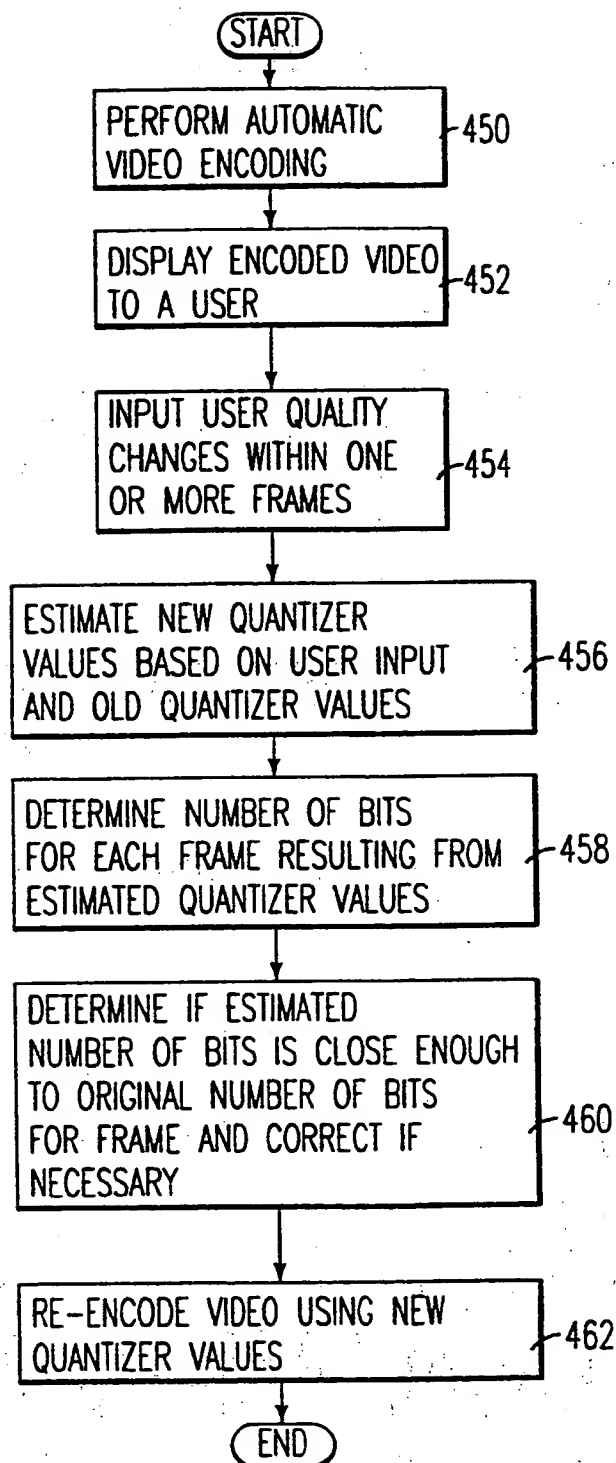 START
PERFORM AUTOMATIC
VIDEO ENCODING
450
DISPLAY ENCODED VIDEO
TO A USER
452
INPUT USER QUALITY
CHANGES WITHIN ONE
OR MORE FRAMES
454
ESTIMATE NEW QUANTIZER
VALUES BASED ON USER INPUT
AND OLD QUANTIZER VALUES
456
DETERMINE NUMBER OF BITS
FOR EACH FRAME RESULTING FROM
ESTIMATED QUANTIZER VALUES
458
DETERMINE IF ESTIMATED
NUMBER OF BITS IS CLOSE ENOUGH
TO ORIGINAL NUMBER OF BITS
FOR FRAME AND CORRECT IF
NECESSARY
460
RE-ENCODE VIDEO USING NEW
QUANTIZER VALUES
462
END